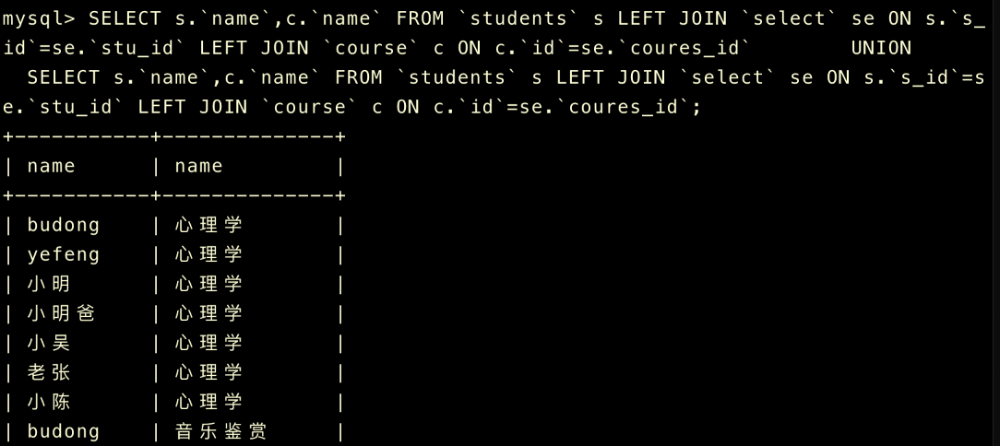 mysql> SELECT s.`name`,c.`name` FROM `students` s LEFT JOIN `select` se ON s.`s_
id`=se.`stu_id` LEFT JOIN `course` c ON c.`id`=se.`coures_id`        UNION
  SELECT s.`name`,c.`name` FROM `students` s LEFT JOIN `select` se ON s.`s_id`=s
e.`stu_id` LEFT JOIN `course` c ON c.`id`=se.`coures_id`;
+-----------+--------------+
| name      | name         |
+-----------+--------------+
| budong    | 心理学       |
| yefeng    | 心理学       |
| 小明      | 心理学       |
| 小明爸    | 心理学       |
| 小吴      | 心理学       |
| 老张      | 心理学       |
| 小陈      | 心理学       |
| budong    | 音乐鉴赏     |